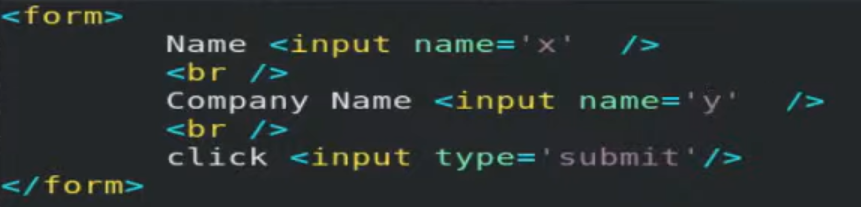 <form>
Name <input name='x' />
<br />
Company Name <input name='y' />
<br />
click <input type='submit'/>
</form>